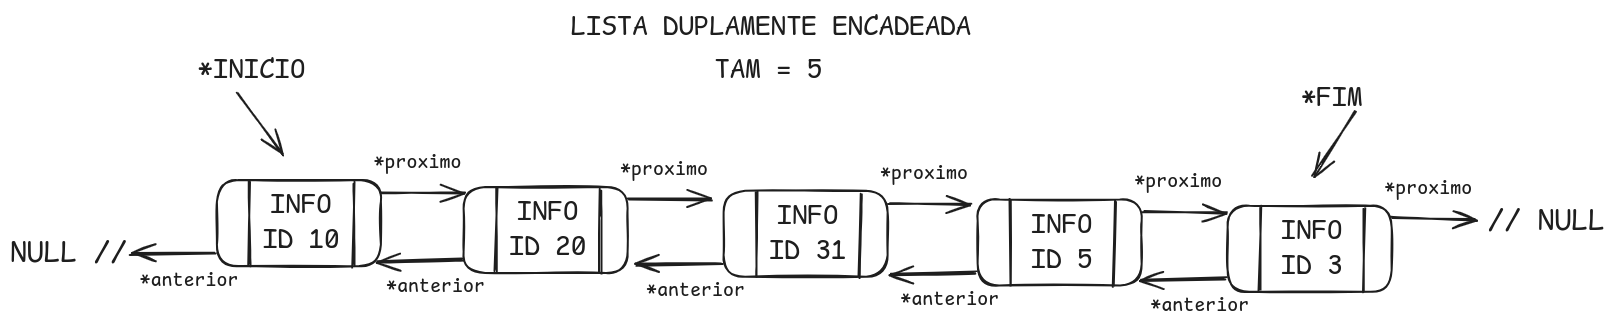 LISTA DUPLAMENTE ENCADEADA
TAM = 5
*INICIO
*FIM
*proximo
*proximo
*proximo
*proximo
*proximo
NULL //
INFO
ID 10
INFO
ID 20
INFO
ID 31
INFO
ID 5
INFO
ID 3
// NULL
*anterior
*anterior
*anterior
*anterior
*anterior